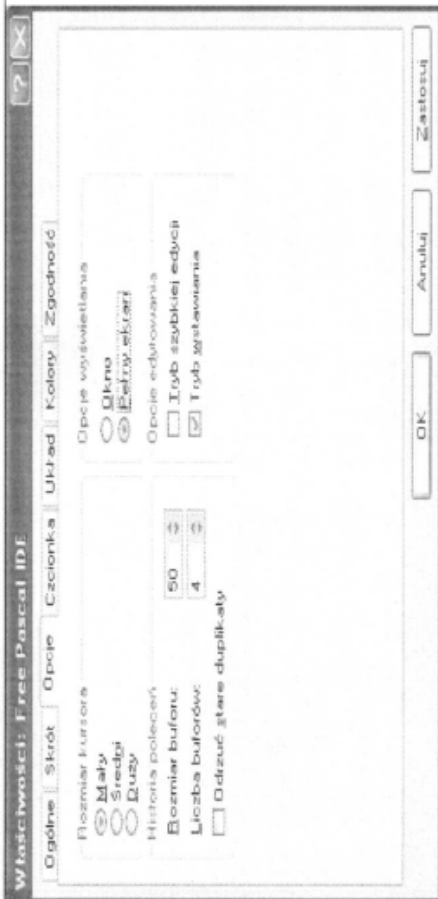 Właściwości: Free Pascal IDE
Ogólne Skrót Opcje Czcionka Układ Kolory Zgodność
Rozmiar kursora
Mały
Średni
Duży
Opcje wyświetlania
Okno
Pełny ekran
Historia poleceń
Rozmiar buforu: 50
Liczba buforów: 4
Odrzuć stare duplikaty
Opcje edytowania
Tryb szybkiej edycji
Tryb wstawiania
OK Anuluj Zastosuj